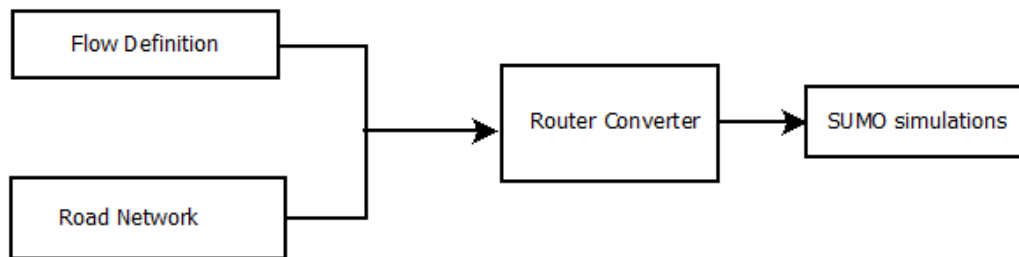 Flow Definition
Road Network
Router Converter
SUMO simulations